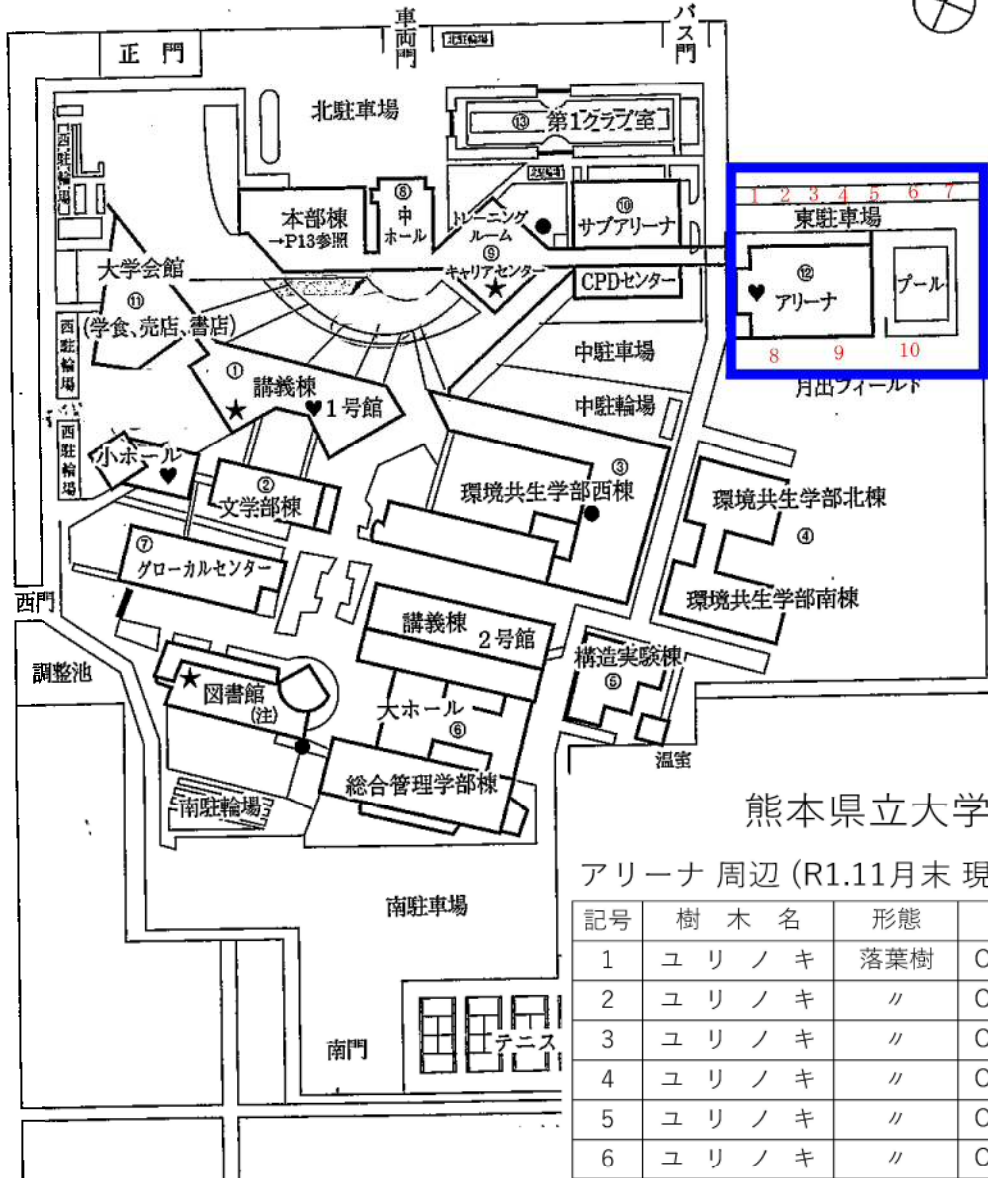 正門
車両門
北駐輪場
バス門
北駐車場
⑬ 第1クラブ室
西駐輪場
本部棟
→P13参照
⑧
中ホール
トレーニングルーム
⑨
キャリアセンター
★
⑩
サブアリーナ
CPDセンター
1 2 3 4 5 6 7
東駐車場
⑫
♥ アリーナ
プール
8 9 10
月出フィールド
大学会館
⑪
(学食、売店、書店)
西駐輪場
①
講義棟
★ ♥1号館
中駐車場
中駐輪場
西駐輪場
小ホール
♥
②
文学部棟
③
環境共生学部西棟
環境共生学部北棟
④
環境共生学部南棟
⑦
グローカルセンター
西門
調整池
講義棟
2号館
構造実験棟
⑤
温室
★ 図書館
(注)
大ホール
⑥
総合管理学部棟
南駐輪場
南駐車場
南門
テニス
熊本県立大学
アリーナ 周辺 (R1.11月末 現
記号 樹木名 形態
1 ユリノキ 落葉樹 C
2 ユリノキ 〃 C
3 ユリノキ 〃 C
4 ユリノキ 〃 C
5 ユリノキ 〃 C
6 ユリノキ 〃 C